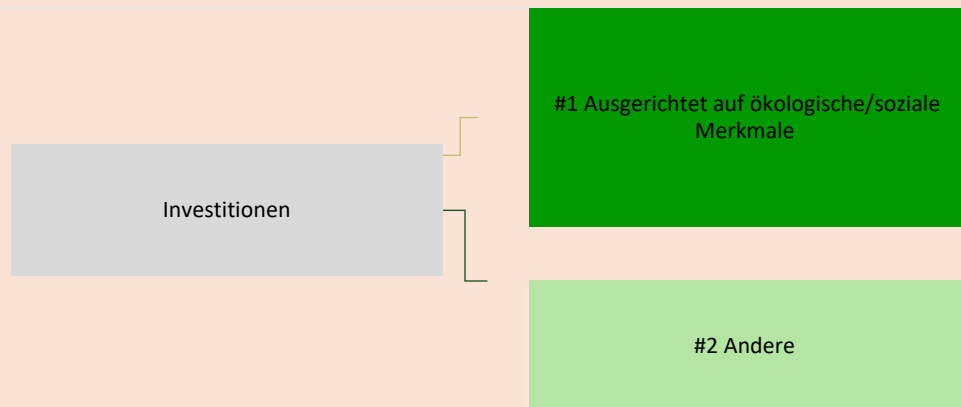 #1 Ausgerichtet auf ökologische/soziale
Merkmale
Investitionen
#2 Andere